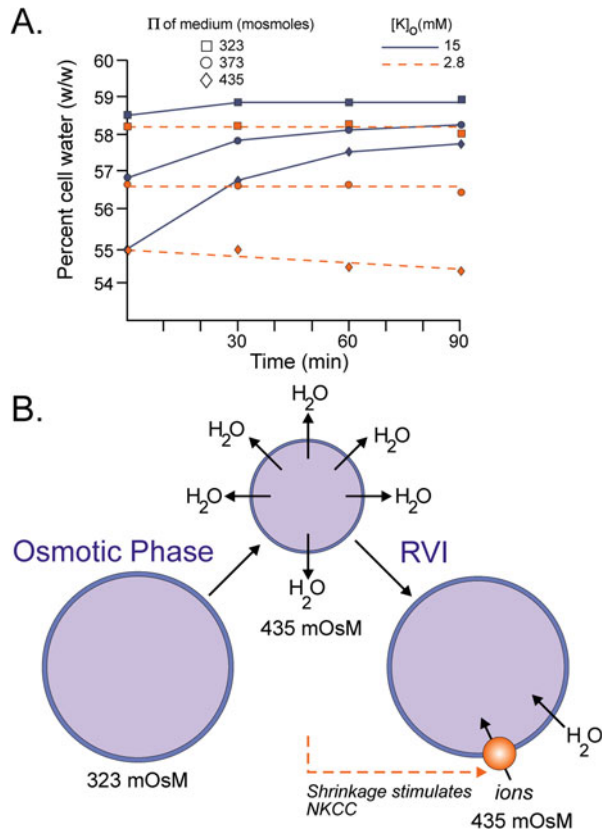 A.
Π of medium (mosmoles)
323
373
435
[K]O(mM)
15
2.8
Percent cell water (w/w)
60
59
58
57
56
55
54
30
60
90
Time (min)
B.
H2O
H2O
H2O
H2O
H2O
H2O
Osmotic Phase
RVI
435 mOsM
323 mOsM
H2O
Shrinkage stimulates
NKCC
ions
435 mOsM